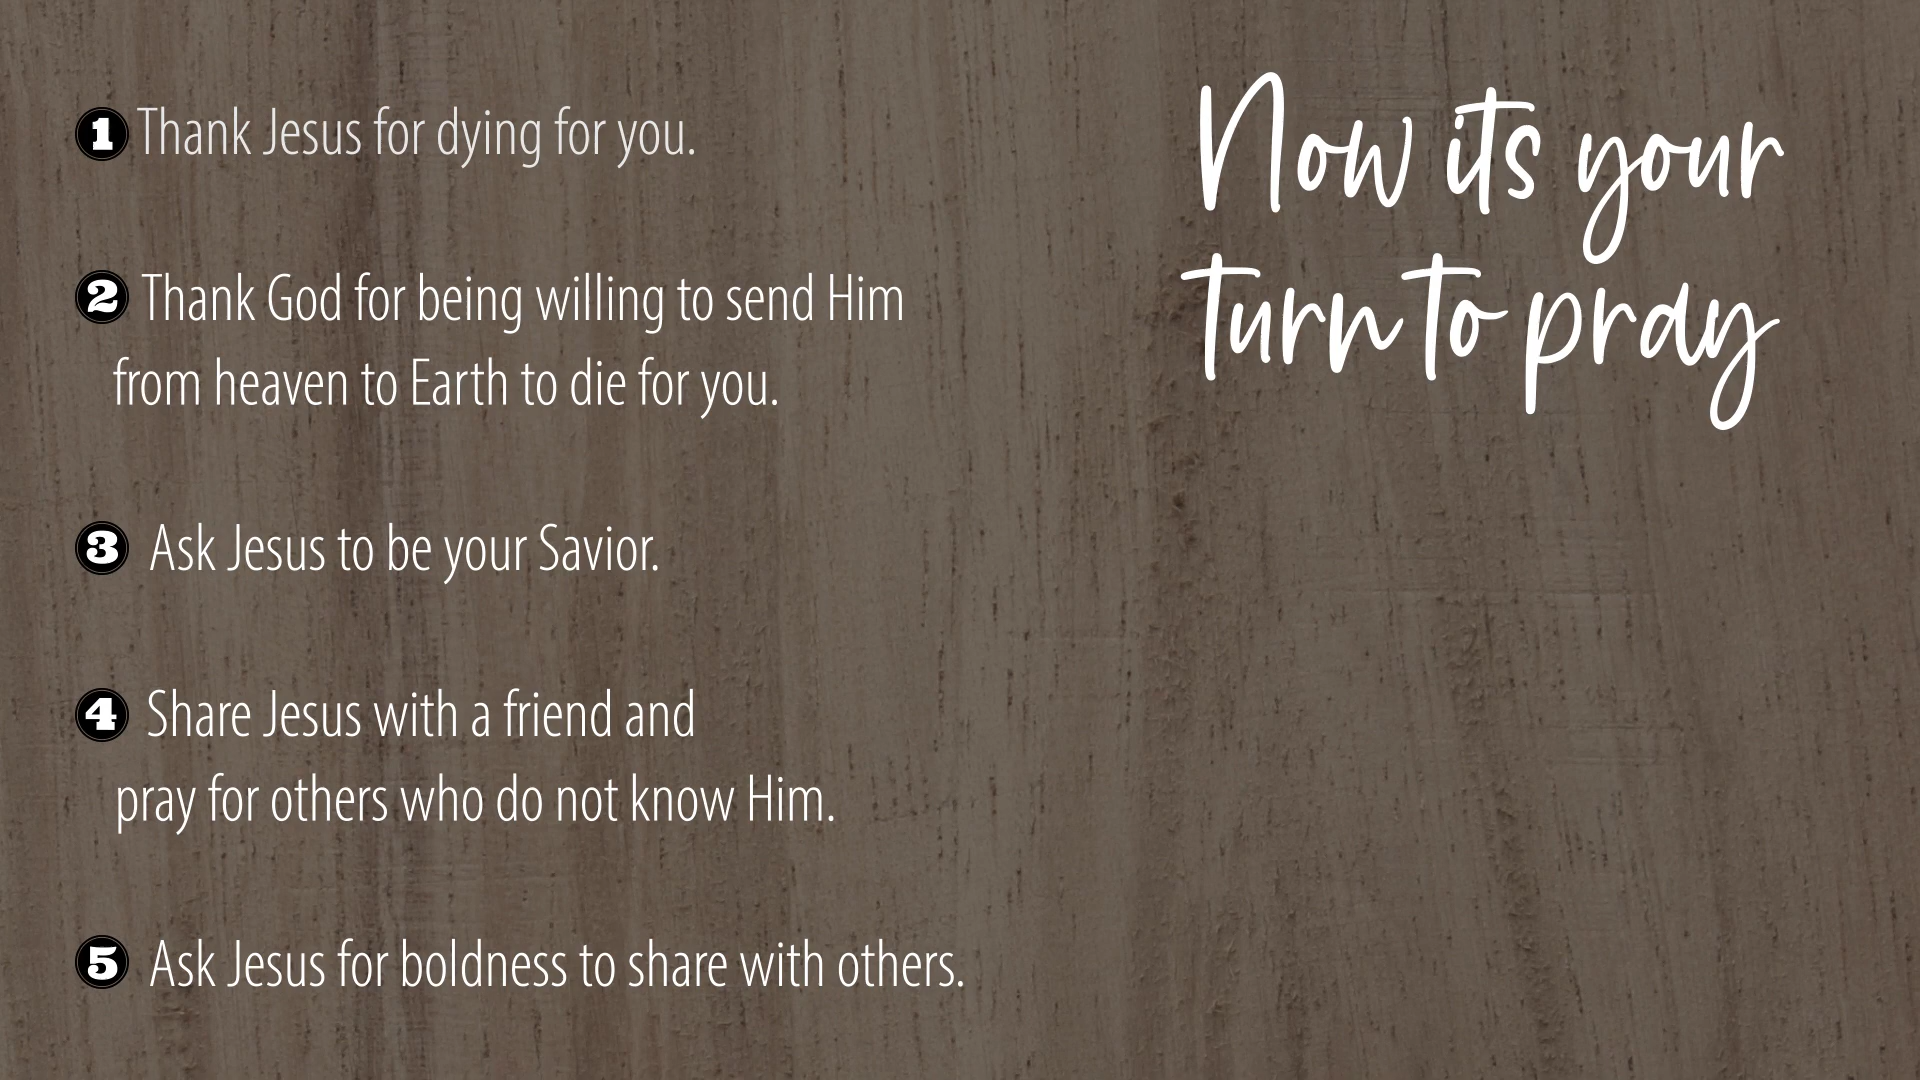 Now its your
turn to pray
1 Thank Jesus for dying for you.
2 Thank God for being willing to send Him
from heaven to Earth to die for you.
3 Ask Jesus to be your Savior.
4 Share Jesus with a friend and
pray for others who do not know Him.
5 Ask Jesus for boldness to share with others.